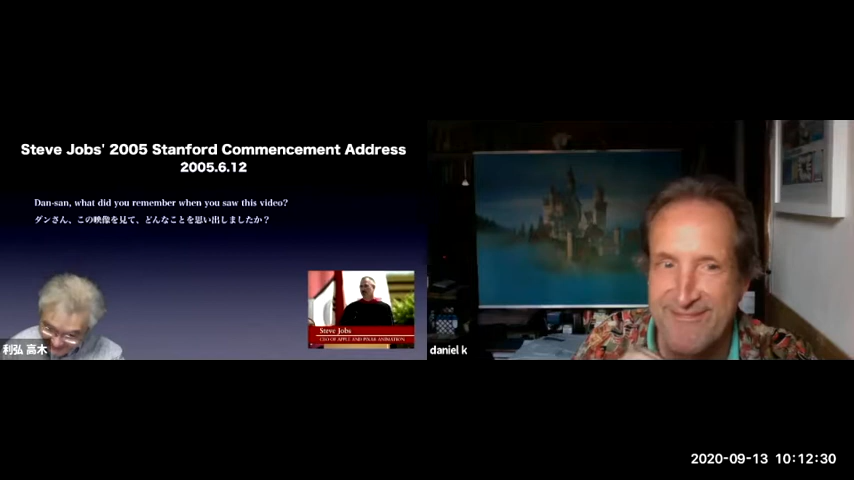 Steve Jobs' 2005 Stanford Commencement Address
2005.6.12
Dan-san, what did you remember when you saw this video?
ダンさん、この映像を見て、どんなことを思い出しましたか？
Steve Jobs
CEO OF APPLE AND PIXAR ANIMATION
利弘 高木
daniel k
2020-09-13 10:12:30